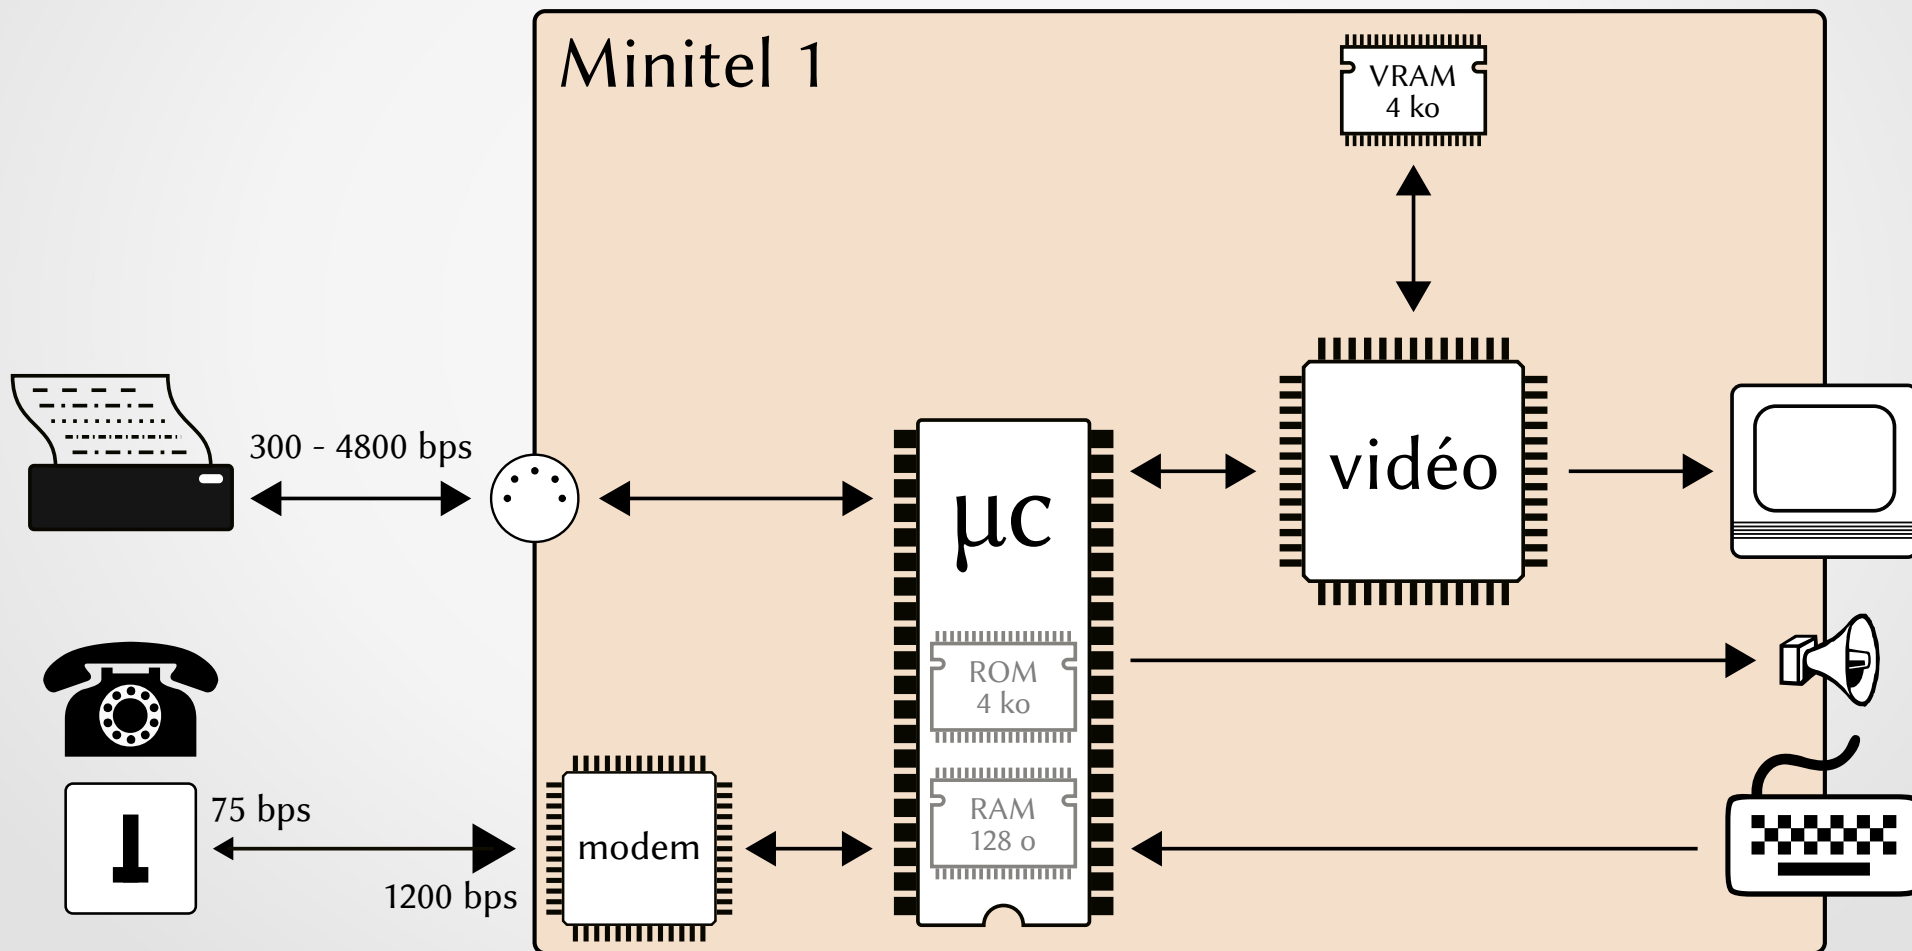 Minitel 1
VRAM
4 ko
300 - 4800 bps
µc
vidéo
ROM
4 ko
75 bps
modem
RAM
128 o
1200 bps